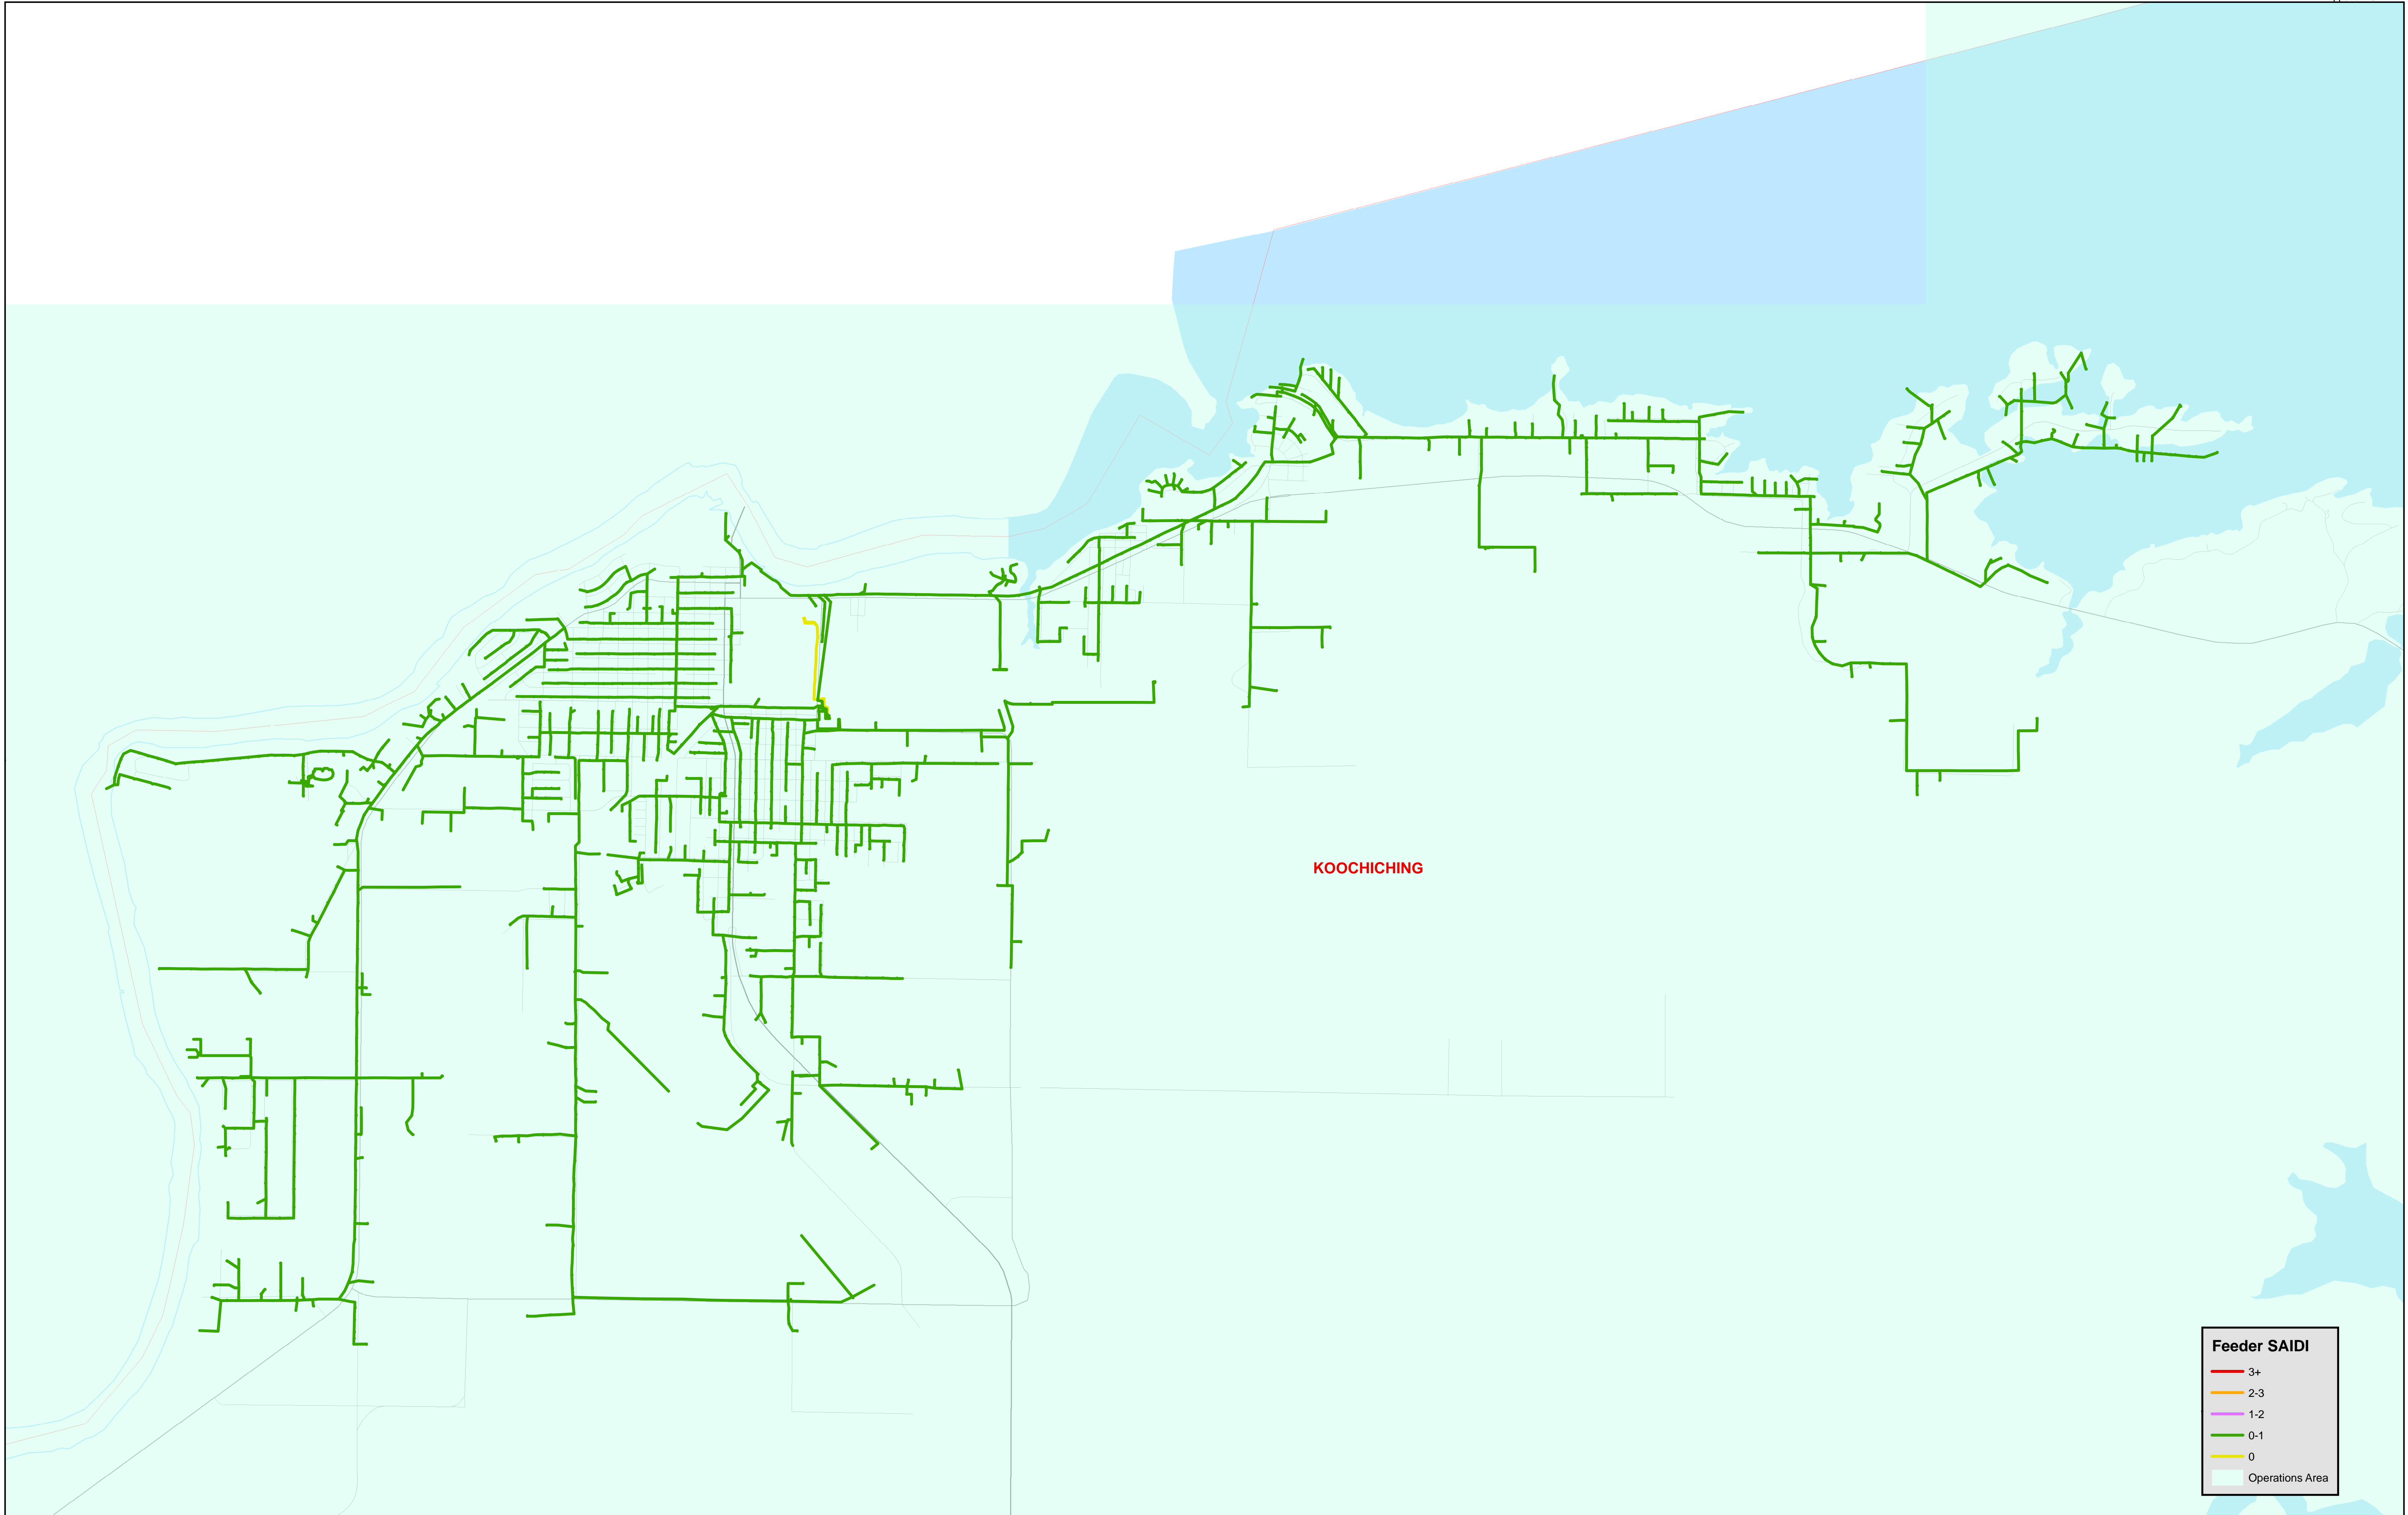 KOOCHICHING
Feeder SAIDI
3+
2-3
1-2
0-1
0
Operations Area